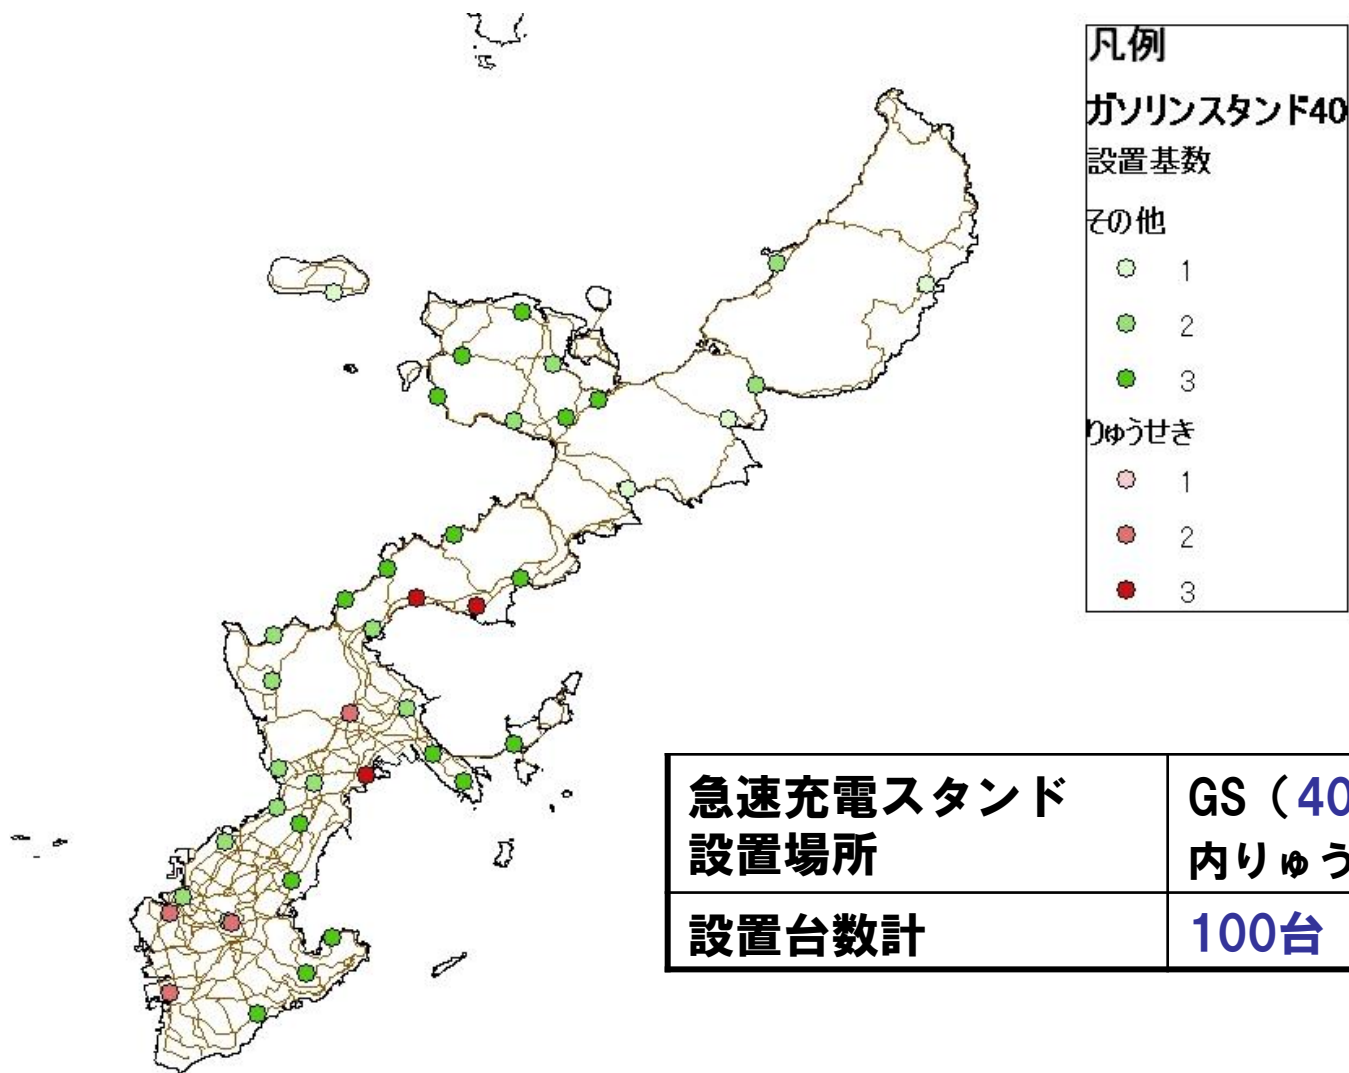 凡例
ガソリンスタンド40
設置基数
その他
1
2
3
りゅうせき
1
2
3
急速充電スタンド
設置場所
GS（40
内りゅう
設置台数計
100台